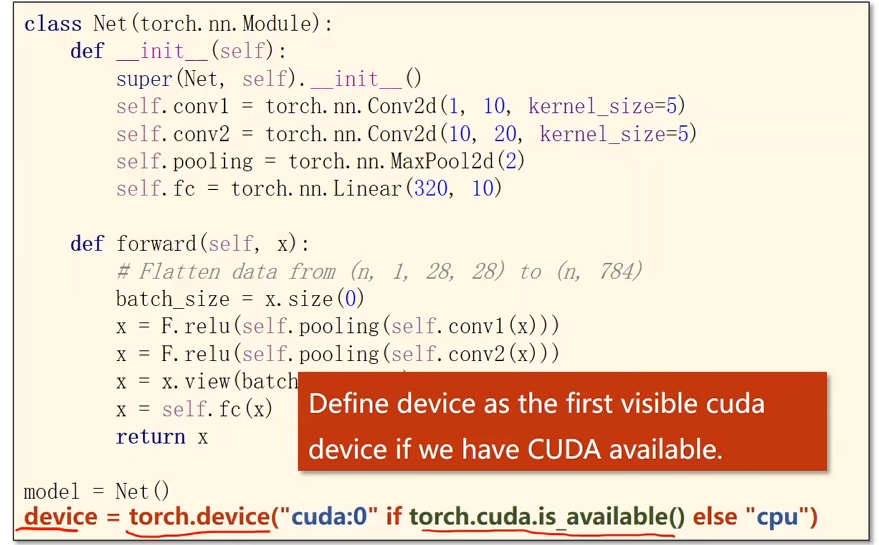 class Net(torch.nn.Module):
    def __init__(self):
        super(Net, self).__init__()
        self.conv1 = torch.nn.Conv2d(1, 10, kernel_size=5)
        self.conv2 = torch.nn.Conv2d(10, 20, kernel_size=5)
        self.pooling = torch.nn.MaxPool2d(2)
        self.fc = torch.nn.Linear(320, 10)

    def forward(self, x):
        # Flatten data from (n, 1, 28, 28) to (n, 784)
        batch_size = x.size(0)
        x = F.relu(self.pooling(self.conv1(x)))
        x = F.relu(self.pooling(self.conv2(x)))
        x = x.view(batch
        x = self.fc(x)
        return x
Define device as the first visible cuda
device if we have CUDA available.

model = Net()
device = torch.device("cuda:0" if torch.cuda.is_available() else "cpu")